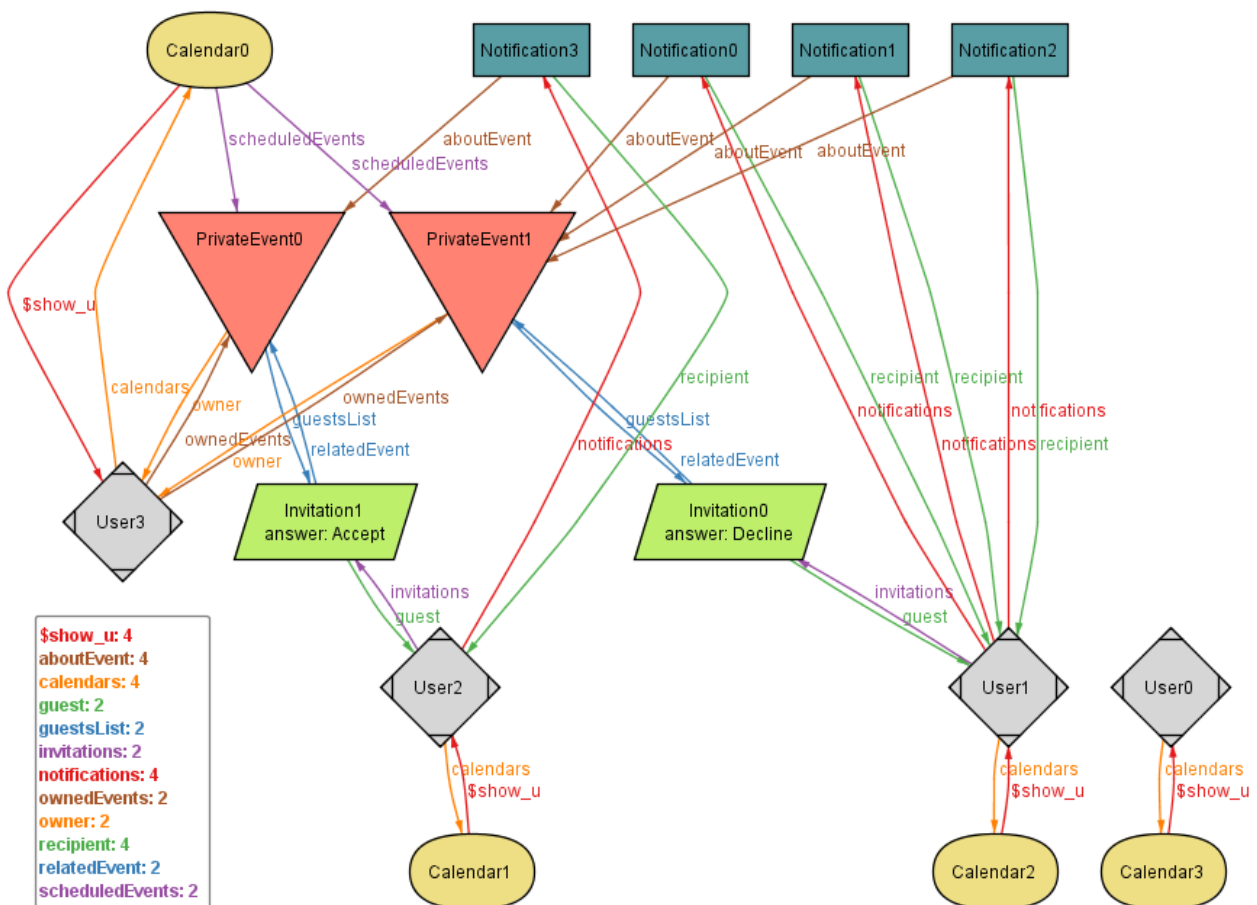 Calendar0
Notification3
Notification0
Notification1
Notification2
scheduledEvents
aboutEvent
aboutEvent
aboutEvent
aboutEvent
scheduledEvents
PrivateEvent0
PrivateEvent1
$show_u
calendars
owner
ownedEvents
recipient
recipient
recipient
guestsList
guestsList
notifications
notifications
ownedEvents
owner
relatedEvent
notifications
relatedEvent
notifications
recipient
User3
Invitation1
answer: Accept
Invitation0
answer: Decline
invitations
guest
invitations
guest
$show_u: 4
aboutEvent: 4
calendars: 4
guest: 2
guestsList: 2
invitations: 2
notifications: 4
ownedEvents: 2
owner: 2
recipient: 4
relatedEvent: 2
scheduledEvents: 2
User2
User1
User0
calendars
$show_u
calendars
$show_u
calendars
$show_u
Calendar1
Calendar2
Calendar3